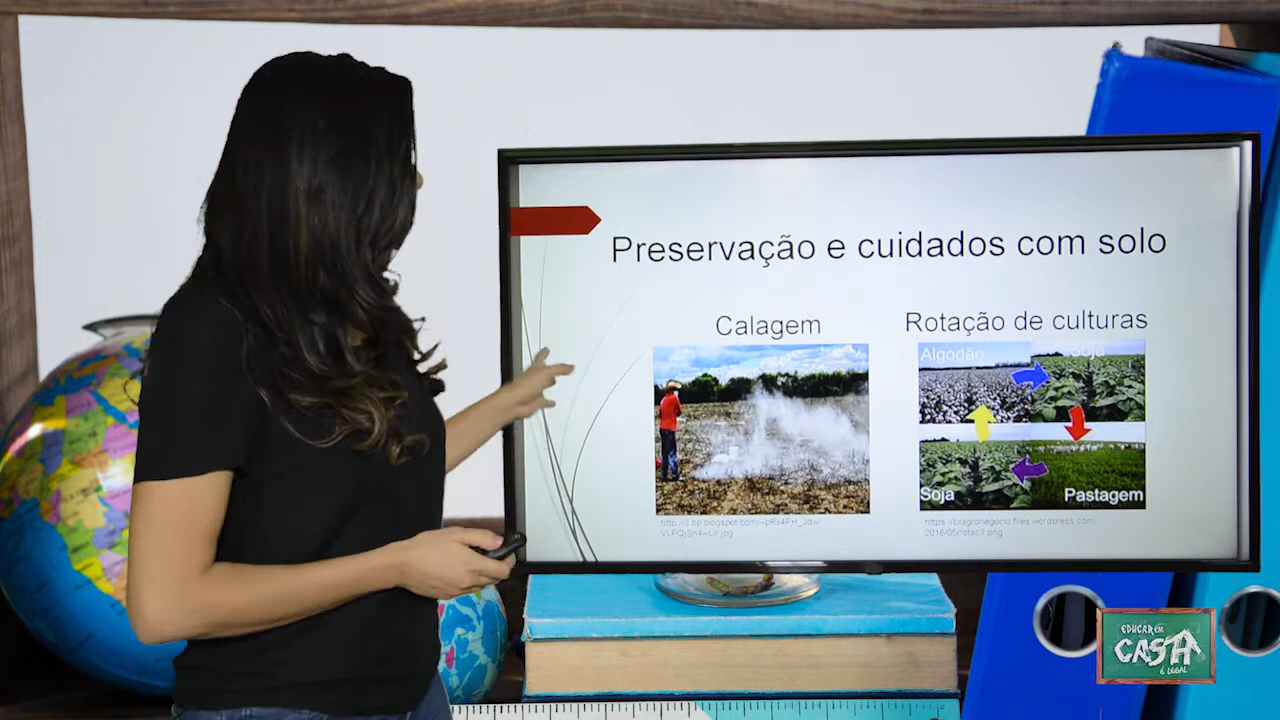 Preservação e cuidados com solo
Calagem
Rotação de culturas
Algodão
Soja
Soja
Pastagem
https://bragronegocio.files.wordpress.com/
2016/05/rotac3.png
EDUCAR EM
CASA
É LEGAL